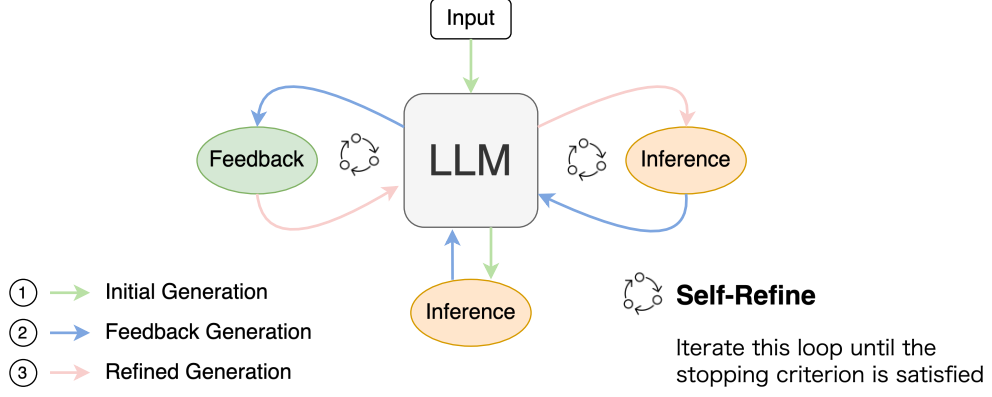 Input
Feedback
LLM
Inference
Inference
1 Initial Generation
2 Feedback Generation
3 Refined Generation
Self-Refine
Iterate this loop until the
stopping criterion is satisfied